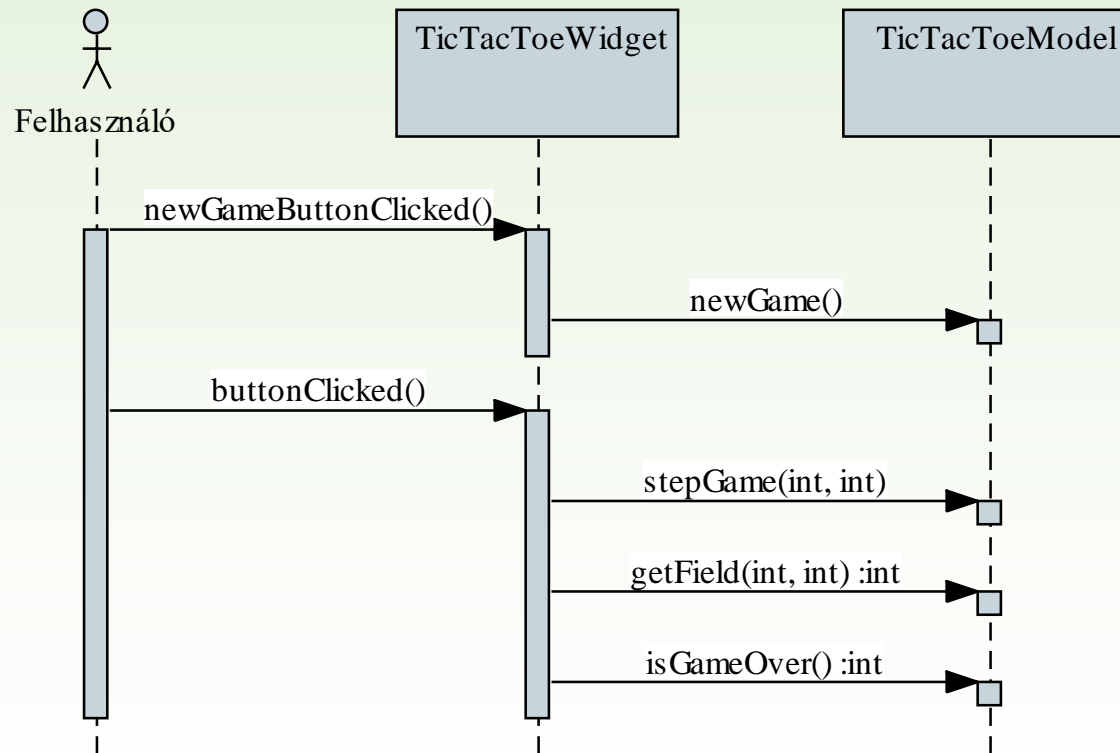 TicTacToeWidget
TicTacToeModel
Felhasználó
newGameButtonClicked()
newGame()
buttonClicked()
stepGame(int, int)
getField(int, int) :int
isGameOver() :int